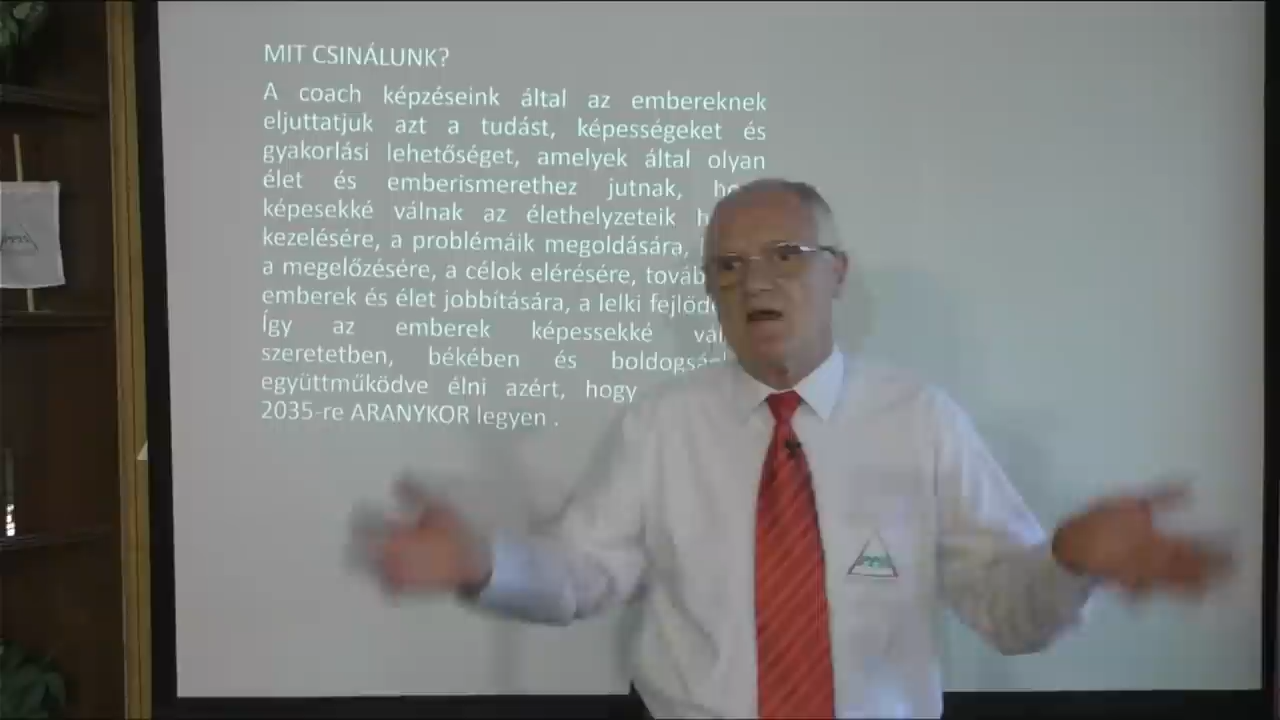 MIT CSINÁLUNK?
A coach képzéseink által az embereknek
eljuttatjuk azt a tudást, képességeket és
gyakorlási lehetőséget, amelyek által olyan
élet és emberismerethez jutnak,
képesekké válnak az élethelyzeteik
kezelésére, a problémáik megoldására,
a megelőzésére, a célok elérésére,
emberek és élet jobbítására, a lelki
Így az emberek képessekké
szeretetben, békében és
együttműködve élni azért, hogy
2035-re ARANYKOR legyen .